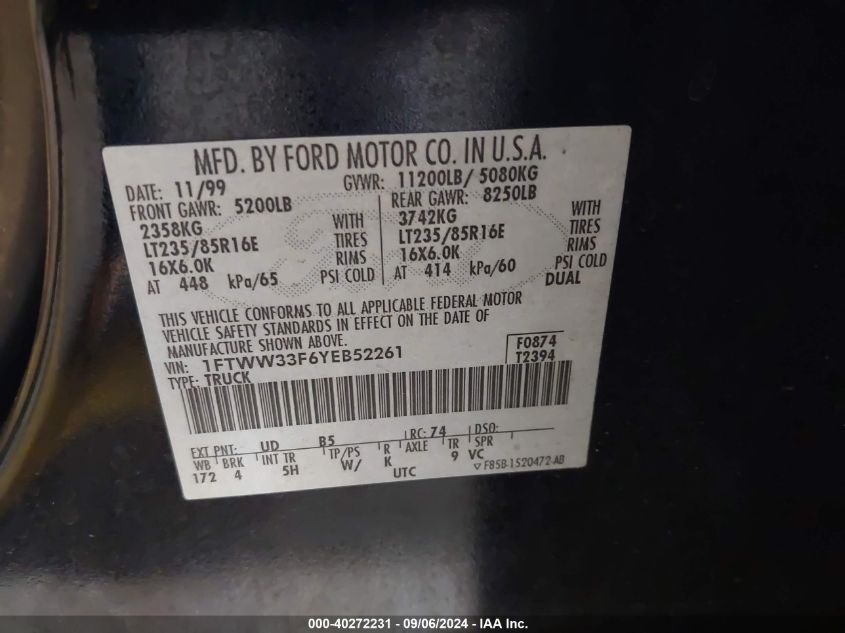 MFD. BY FORD MOTOR CO. IN U.S.A.
DATE: 11/99 GVWR: 11200LB/ 5080KG
FRONT GAWR: 5200LB REAR GAWR: 8250LB
2358KG WITH 3742KG WITH
LT235/85R16E TIRES LT235/85R16E TIRES
16X6.0K RIMS 16X6.0K RIMS
AT 448 kPa/65 PSI COLD AT 414 kPa/60 PSI COLD
DUAL
THIS VEHICLE CONFORMS TO ALL APPLICABLE FEDERAL MOTOR
VEHICLE SAFETY STANDARDS IN EFFECT ON THE DATE OF
MANUFACTURE SHOWN ABOVE.
VIN: 1FTWW33F6YEB52261 F0874
TYPE: TRUCK T2394
EXT PNT: UD B5 RC: 74 DSO:
WB BRK INT TR TP/PS R AXLE TR SPR
172 4 5H W/ K 9 VC
UTC ▽ F85B-1520472-AB
000-40272231 - 09/06/2024 - IAA Inc.